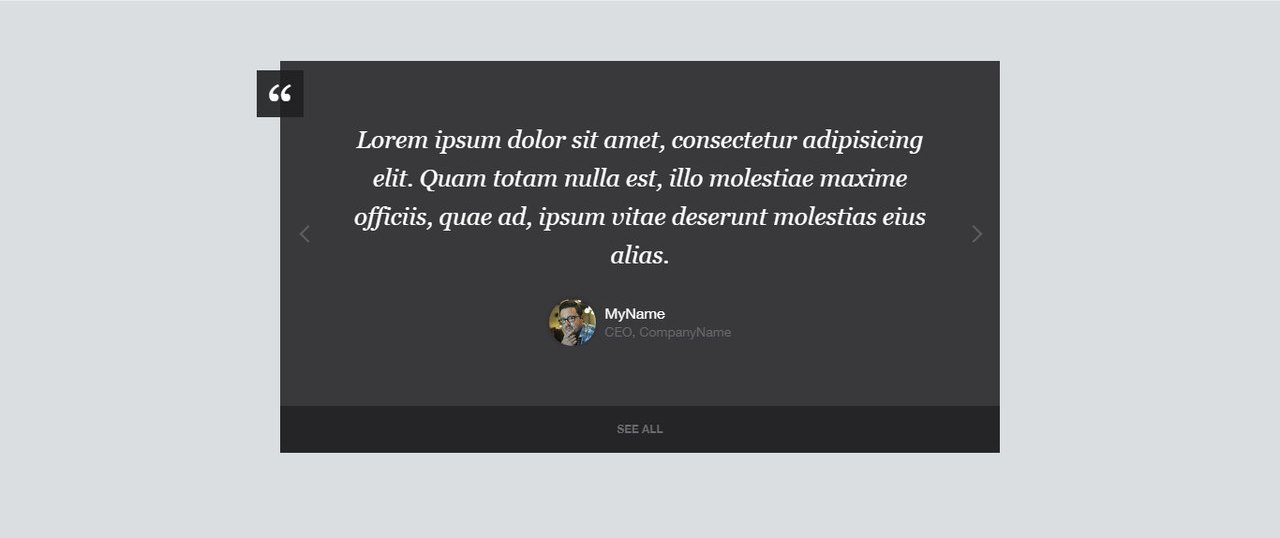 “
Lorem ipsum dolor sit amet, consectetur adipisicing
elit. Quam totam nulla est, illo molestiae maxime
officiis, quae ad, ipsum vitae deserunt molestias eius
alias.
MyName
CEO, CompanyName
SEE ALL